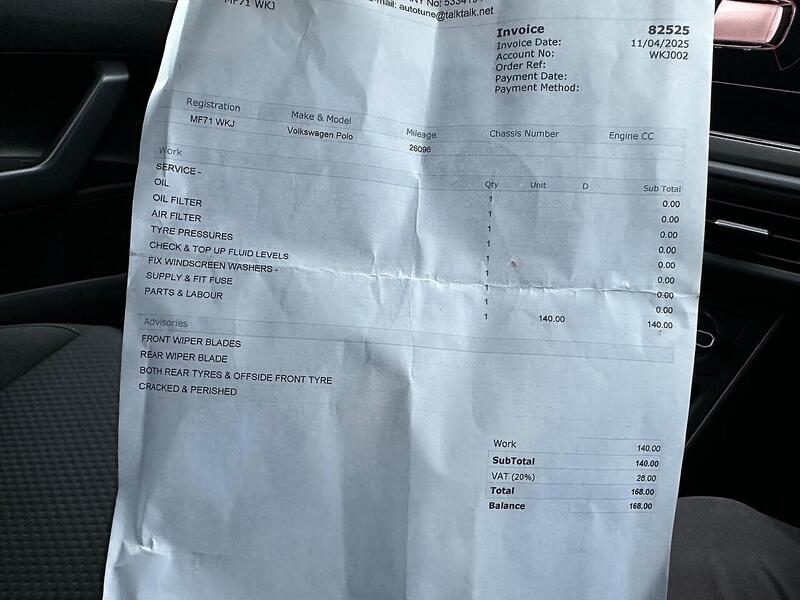 MF71 WKJ
NY No: 533419
mail: autotune@talktalk.net
Invoice 82525
Invoice Date: 11/04/2025
Account No: WKJ002
Order Ref:
Payment Date:
Payment Method:
Registration Make & Model Mileage Chassis Number Engine CC
MF71 WKJ Volkswagen Polo 26096
Work Qty Unit D Sub Total
SERVICE - 1 0.00
OIL 1 0.00
OIL FILTER 1 0.00
AIR FILTER 1 0.00
TYRE PRESSURES 1 0.00
CHECK & TOP UP FLUID LEVELS 1 0.00
FIX WINDSCREEN WASHERS - 1 0.00
SUPPLY & FIT FUSE 1 0.00
PARTS & LABOUR 1 140.00 140.00
Advisories
FRONT WIPER BLADES
REAR WIPER BLADE
BOTH REAR TYRES & OFFSIDE FRONT TYRE
CRACKED & PERISHED
Work 140.00
SubTotal 140.00
VAT (20%) 28.00
Total 168.00
Balance 168.00